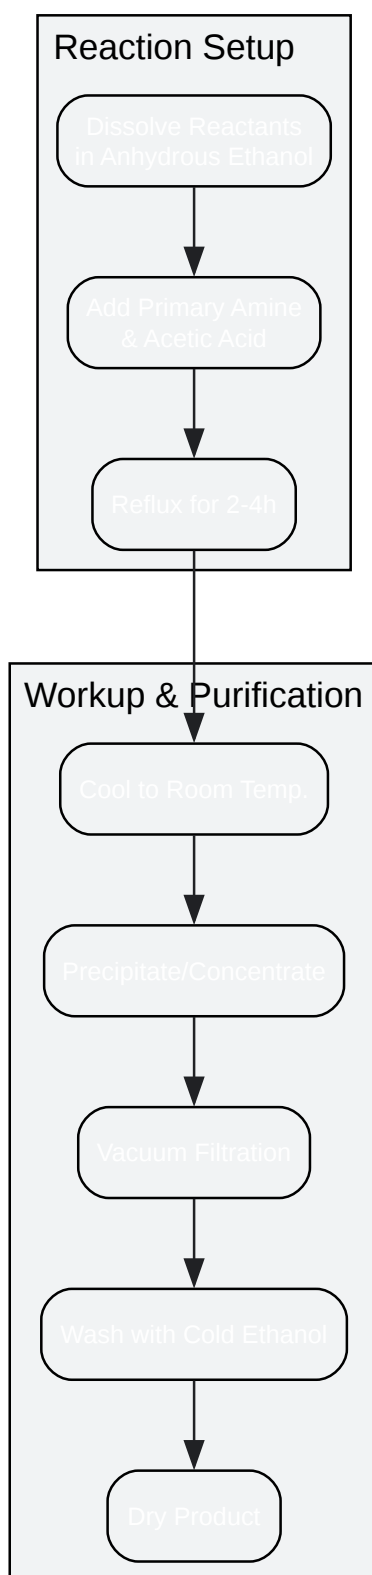 Reaction Setup
Dissolve Reactants
in Anhydrous Ethanol
Add Primary Amine
& Acetic Acid
Reflux for 2-4h
Workup & Purification
Cool to Room Temp.
Precipitate/Concentrate
Vacuum Filtration
Wash with Cold Ethanol
Dry Product